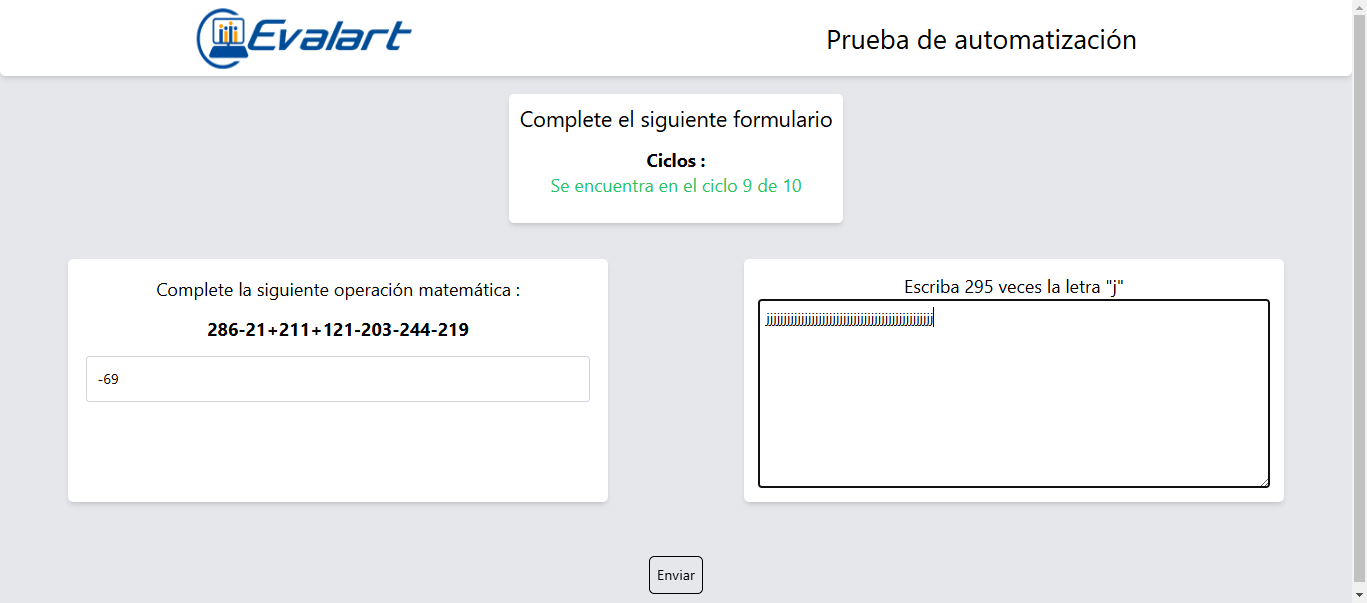 Evalart
Prueba de automatización
Complete el siguiente formulario
Ciclos :
Se encuentra en el ciclo 9 de 10
Complete la siguiente operación matemática :
286-21+211+121-203-244-219
-69
Escriba 295 veces la letra "j"
jjjjjjjjjjjjjjjjjjjjjjjjjjjjjjjjjjjjjjjjjjjjjjjj
Enviar